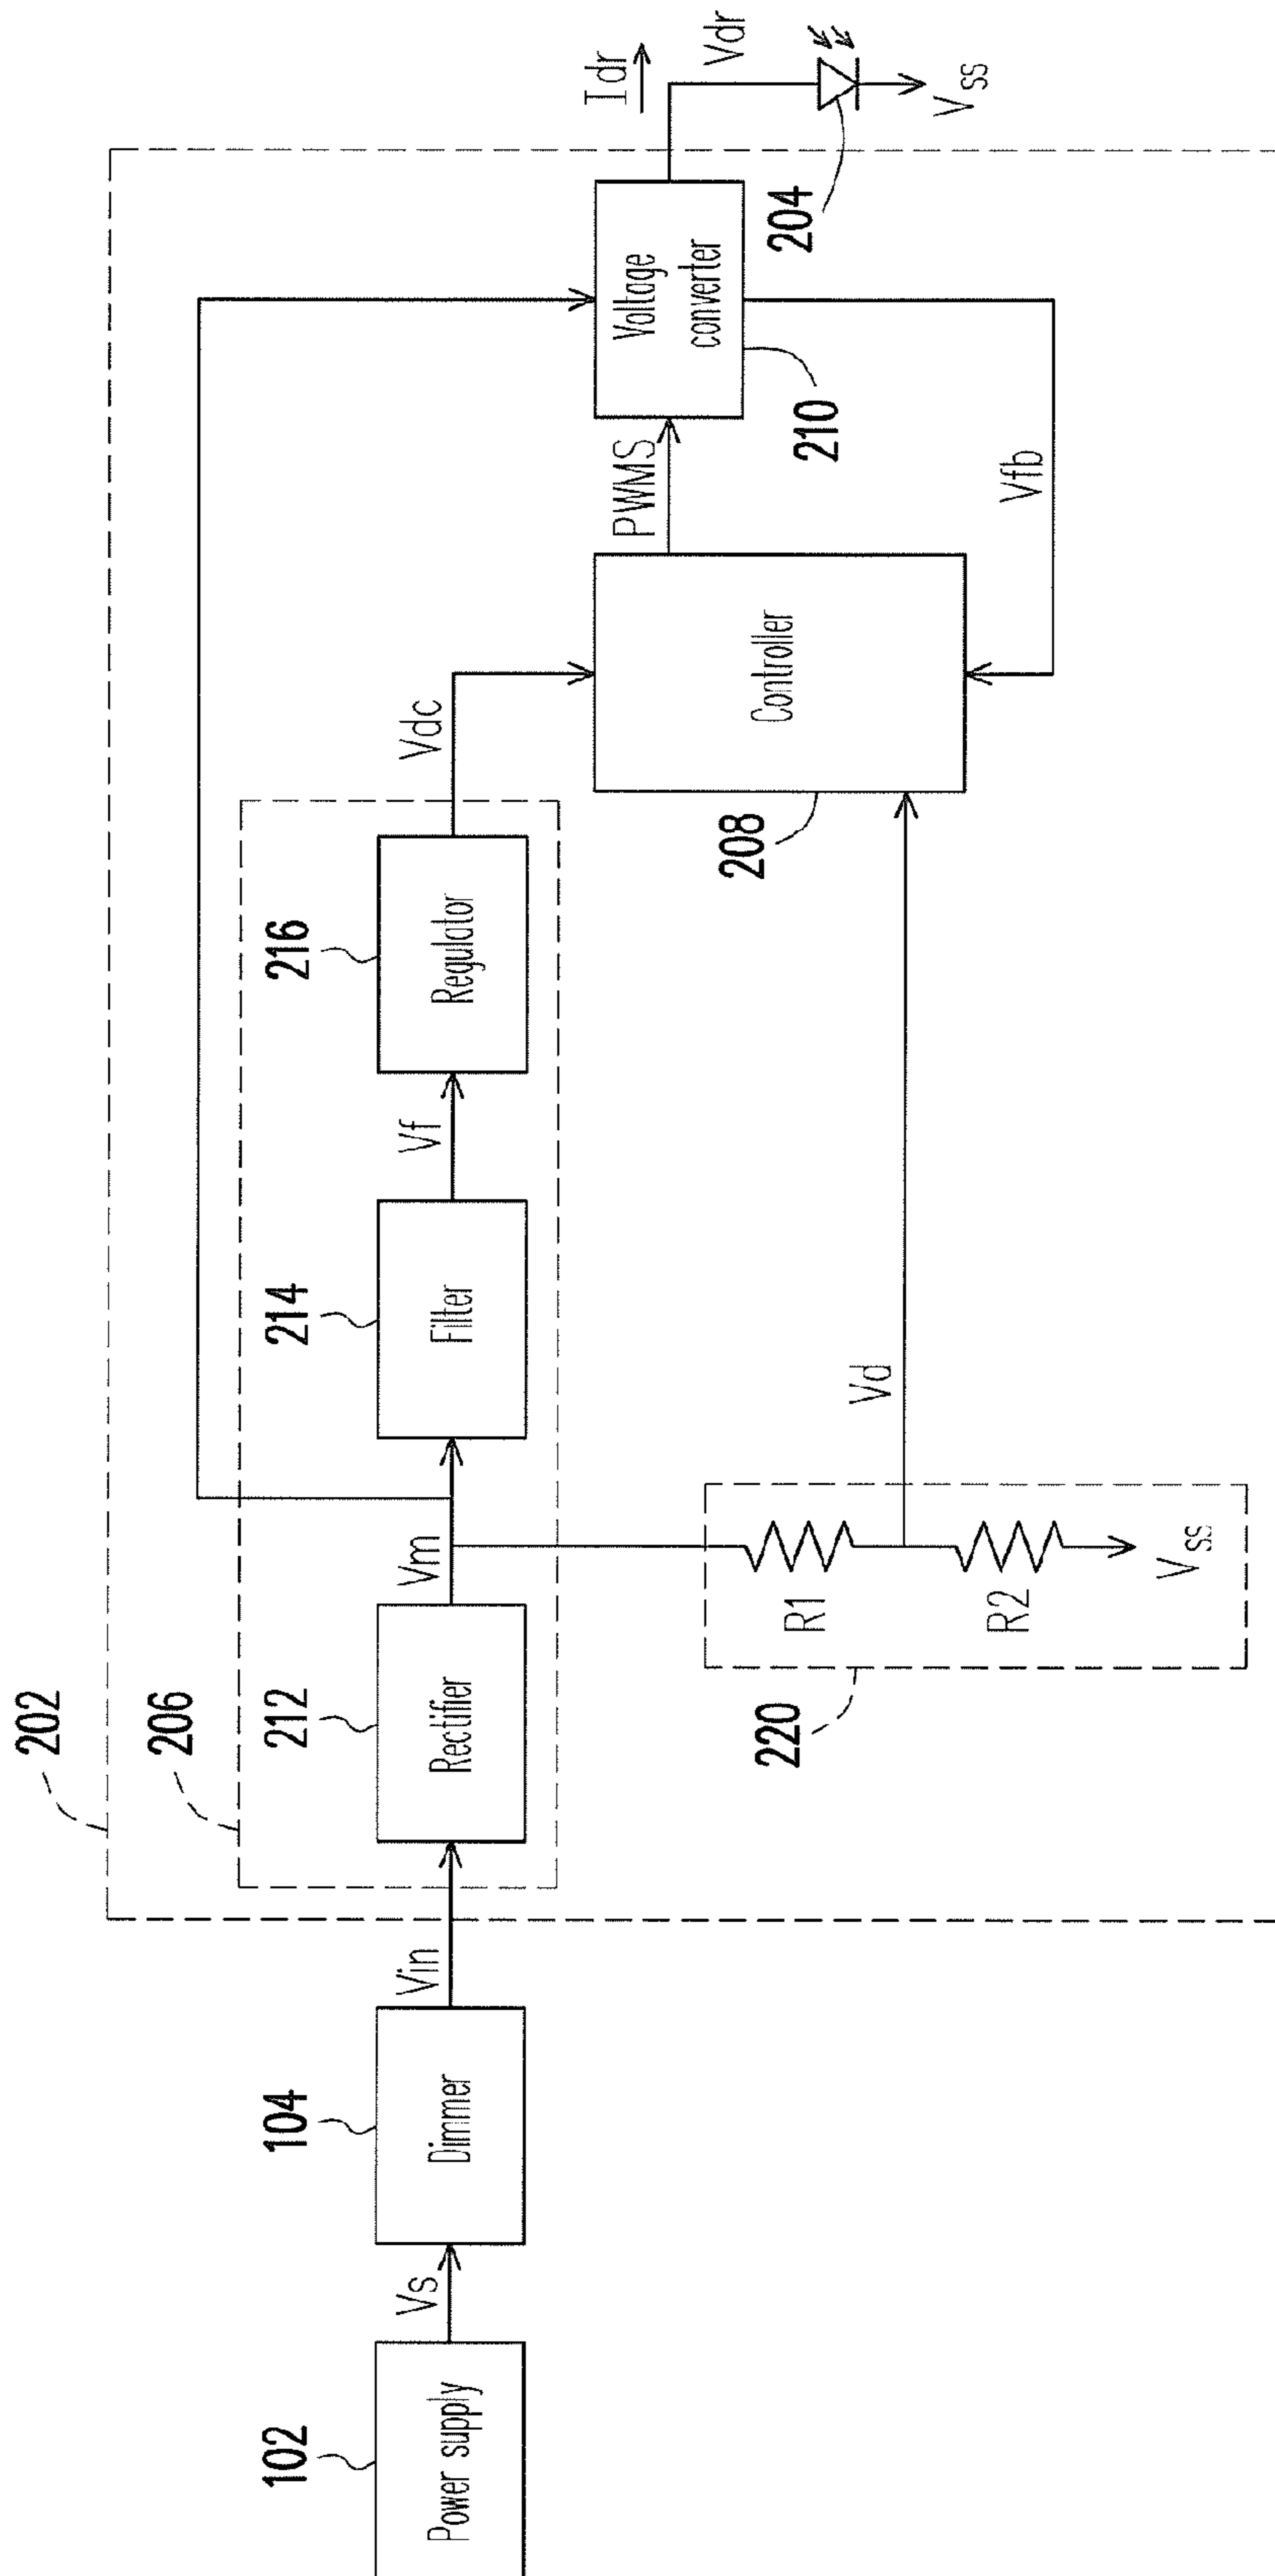 202
206
102
Power supply
Vs
104
Dimmer
Vin
212
Rectifier
Vm
214
Filter
Vf
216
Regulator
Vdc
220
R1
R2
Vss
Vd
208
Controller
PWMS
Voltage
converter
210
Vfb
Idr
Vdr
204
Vss